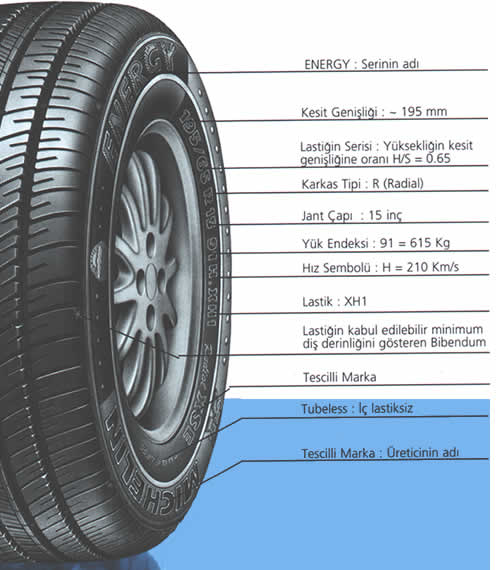 ENERGY
ENERGY : Serinin adı
Kesit Genişliği : ~ 195 mm
Lastiğin Serisi : Yüksekliğin kesit
genişliğine oranı H/S = 0.65
Karkas Tipi : R (Radial)
Jant Çapı : 15 inç
Yük Endeksi : 91 = 615 Kg
Hız Sembolü : H = 210 Km/s
Lastik : XH1
Lastiğin kabul edilebilir minimum
diş derinliğini gösteren Bibendum
Tescilli Marka
Tubeless : İç lastiksiz
Tescilli Marka : Üreticinin adı
195/65 R15 91H XH1
MICHELIN